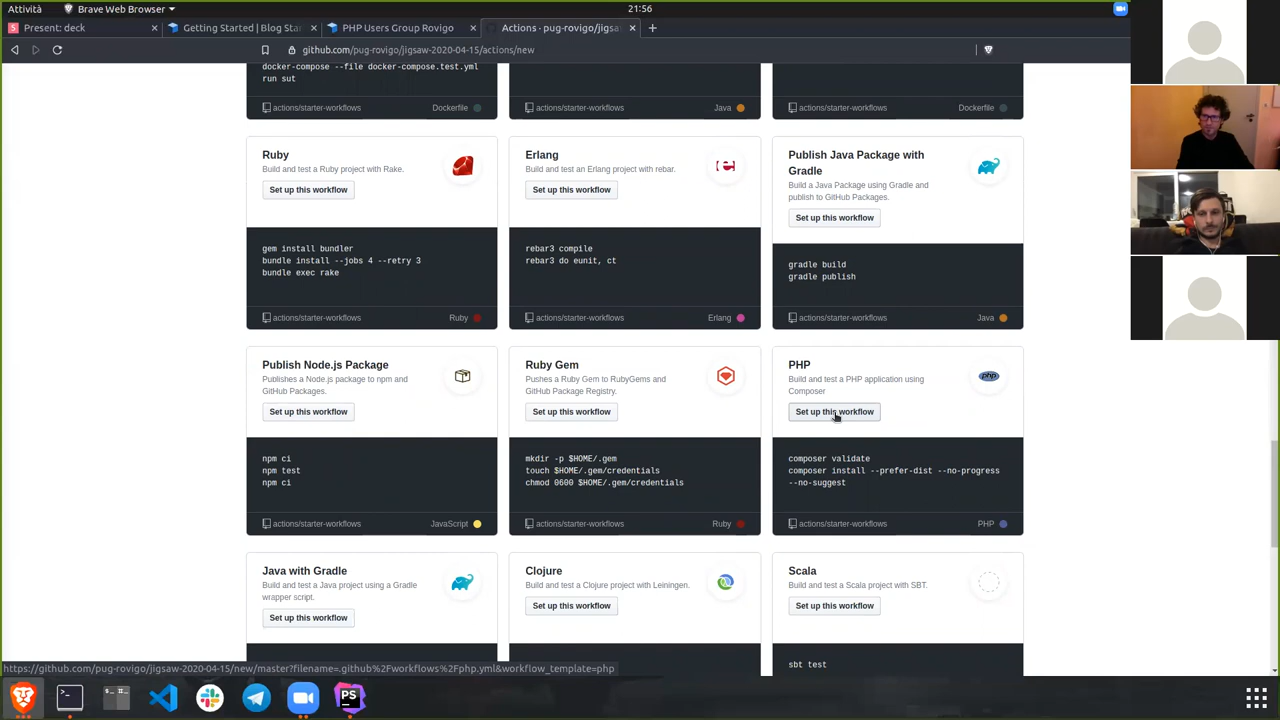 Attività
Brave Web Browser
21:56
Present: deck
Getting Started | Blog Star
PHP Users Group Rovigo
Actions · pug-rovigo/jigsa
github.com/pug-rovigo/jigsaw-2020-04-15/actions/new
docker-compose --file docker-compose.test.yml
run sut
actions/starter-workflows
Dockerfile
actions/starter-workflows
Java
actions/starter-workflows
Dockerfile
Ruby
Build and test a Ruby project with Rake.
Set up this workflow
gem install bundler
bundle install --jobs 4 --retry 3
bundle exec rake
actions/starter-workflows
Ruby
Erlang
Build and test an Erlang project with rebar.
Set up this workflow
rebar3 compile
rebar3 do eunit, ct
actions/starter-workflows
Erlang
Publish Java Package with
Gradle
Build a Java Package using Gradle and
publish to GitHub Packages.
Set up this workflow
gradle build
gradle publish
actions/starter-workflows
Java
Publish Node.js Package
Publishes a Node.js package to npm and
GitHub Packages.
Set up this workflow
npm ci
npm test
npm ci
actions/starter-workflows
JavaScript
Ruby Gem
Pushes a Ruby Gem to RubyGems and
GitHub Package Registry.
Set up this workflow
mkdir -p $HOME/.gem
touch $HOME/.gem/credentials
chmod 0600 $HOME/.gem/credentials
actions/starter-workflows
Ruby
PHP
Build and test a PHP application using
Composer
php
Set up this workflow
composer validate
composer install --prefer-dist --no-progress
--no-suggest
actions/starter-workflows
PHP
Java with Gradle
Build and test a Java project using a Gradle
wrapper script.
Set up this workflow
Clojure
Build and test a Clojure project with Leiningen.
Set up this workflow
Scala
Build and test a Scala project with SBT.
Set up this workflow
sbt test
https://github.com/pug-rovigo/jigsaw-2020-04-15/new/master?filename=.github%2Fworkflows%2Fphp.yml&workflow_template=php
PS